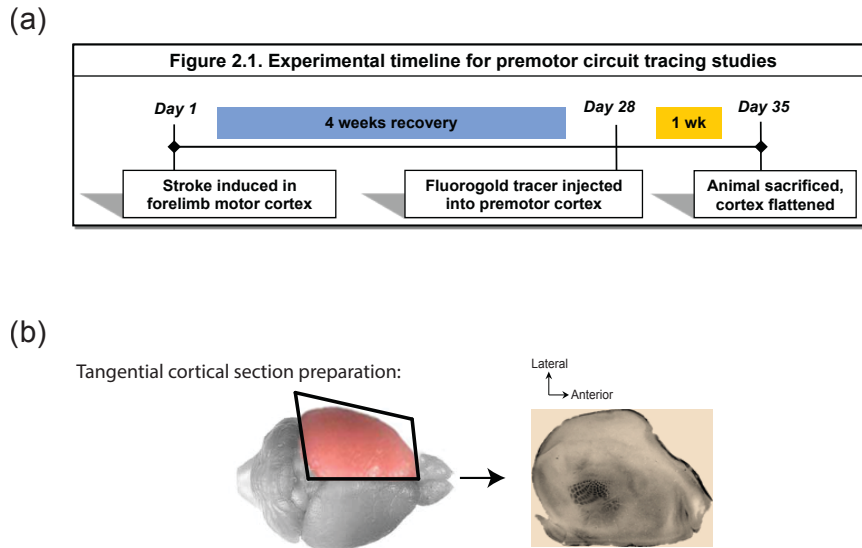 (a)
Figure 2.1. Experimental timeline for premotor circuit tracing studies
Day 1
4 weeks recovery
Day 28
1 wk
Day 35
Stroke induced in
forelimb motor cortex
Fluorogold tracer injected
into premotor cortex
Animal sacrificed,
cortex flattened
(b)
Tangential cortical section preparation:
Lateral
Anterior